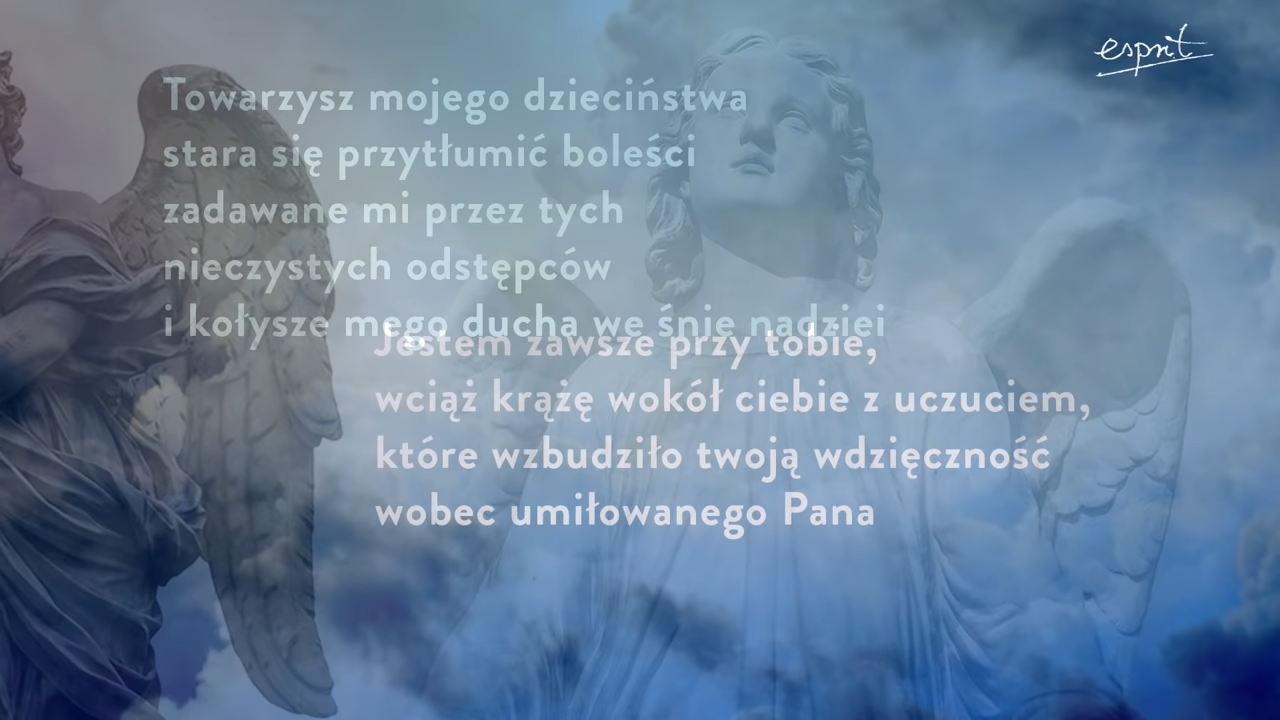 esprit
Towarzysz mojego dzieciństwa
stara się przytłumić boleści
zadawane mi przez tych
nieczystych odstępców
i kołysze mego ducha we śnie nadziei
Jestem zawsze przy tobie,
wciąż krążę wokół ciebie z uczuciem,
które wzbudziło twoją wdzięczność
wobec umiłowanego Pana